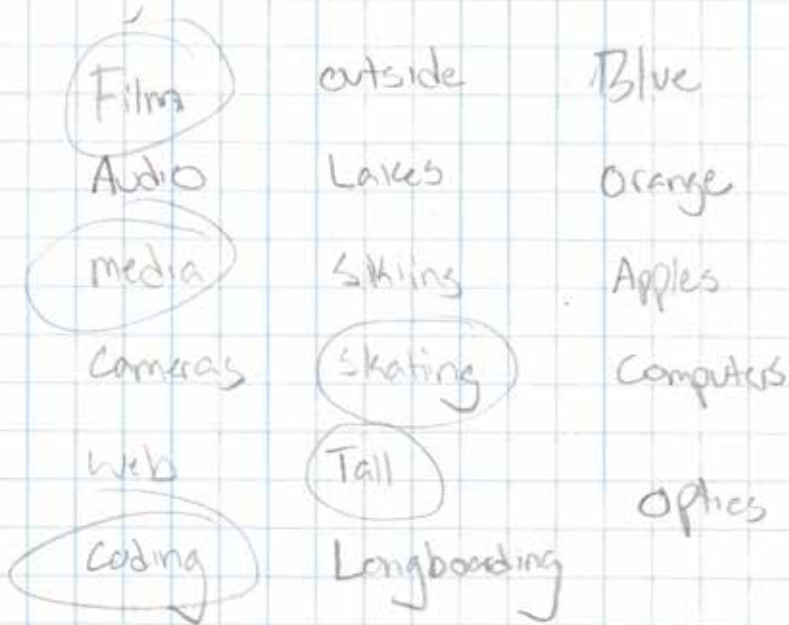 Film outside Blue
Audio Lakes Orange
media Skiing Apples
Cameras Skating Computers
Web Tall
Optics
Coding Longboarding